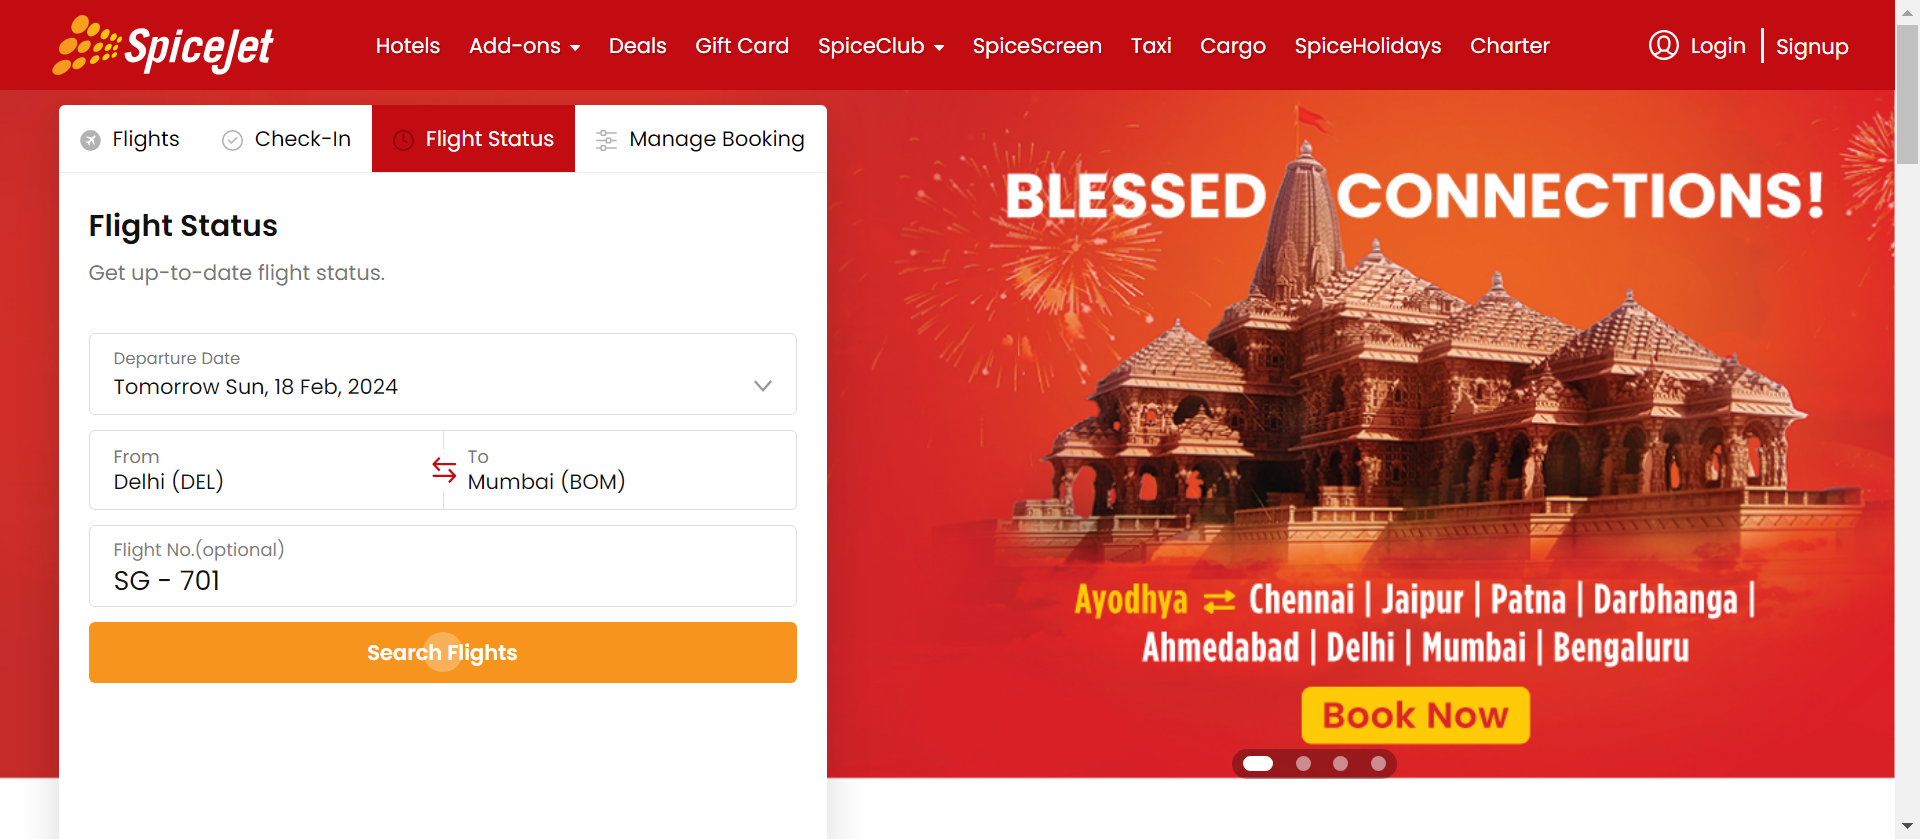 SpiceJet
Hotels Add-ons Deals Gift Card SpiceClub SpiceScreen Taxi Cargo SpiceHolidays Charter Login Signup
Flights Check-In Flight Status Manage Booking
Flight Status
Get up-to-date flight status.
Departure Date
Tomorrow Sun, 18 Feb, 2024
From To
Delhi (DEL) Mumbai (BOM)
Flight No.(optional)
SG - 701
Search Flights
BLESSED CONNECTIONS!
Ayodhya ⇄ Chennai | Jaipur | Patna | Darbhanga |
Ahmedabad | Delhi | Mumbai | Bengaluru
Book Now